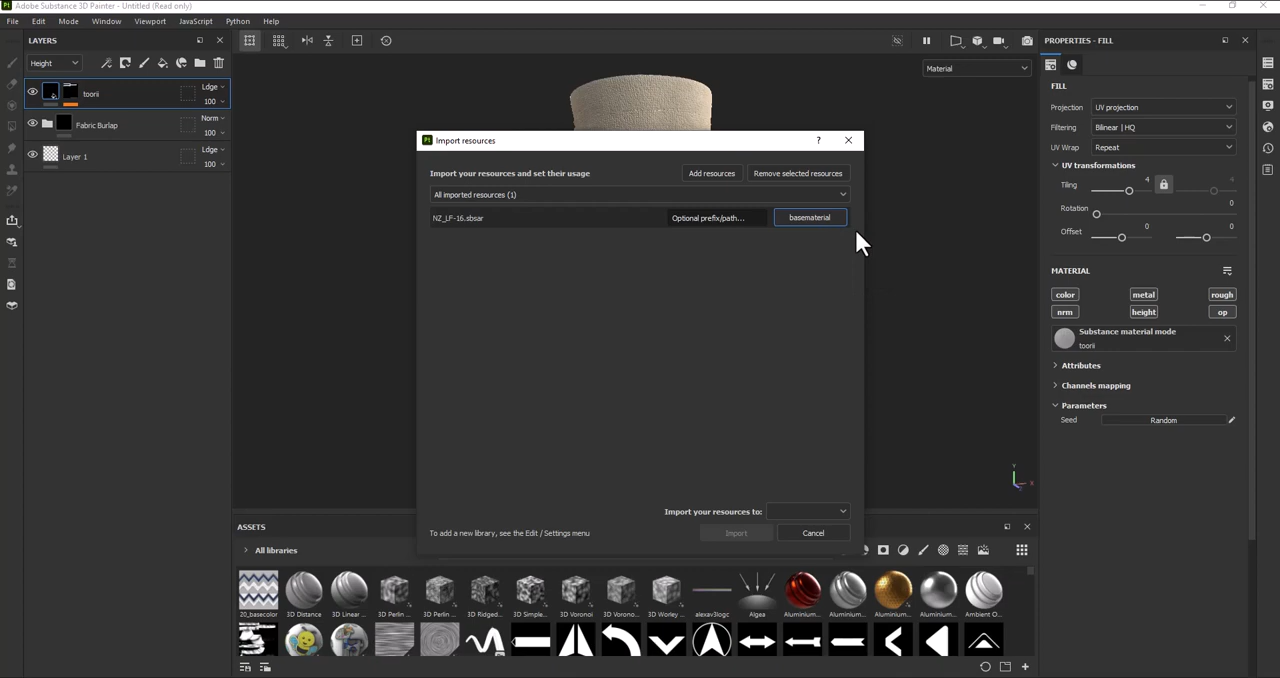 Adobe Substance 3D Painter - Untitled (Read only)
File Edit Mode Window Viewport JavaScript Python Help
LAYERS
Height
toorii
Ldge
100
Fabric Burlap
Norm
100
Layer 1
Ldge
100
Material
Import resources
Import your resources and set their usage
Add resources
Remove selected resources
All imported resources (1)
NZ_LF-16.sbsar
Optional prefix/path...
basematerial
Import your resources to:
To add a new library, see the Edit / Settings menu
Import
Cancel
ASSETS
All libraries
20_basecolor
3D Distance
3D Linear ...
3D Perlin ...
3D Perlin ...
3D Ridged...
3D Simple...
3D Voronoi
3D Vorono...
3D Worley ...
alexav3logc
Algea
Aluminium...
Aluminium...
Aluminium...
Aluminium...
Ambient O...
PROPERTIES - FILL
FILL
Projection UV projection
Filtering Bilinear | HQ
UV Wrap Repeat
UV transformations
Tiling 4 4
Rotation 0
Offset 0 0
MATERIAL
color metal rough
nrm height op
Substance material mode
toorii
Attributes
Channels mapping
Parameters
Seed Random